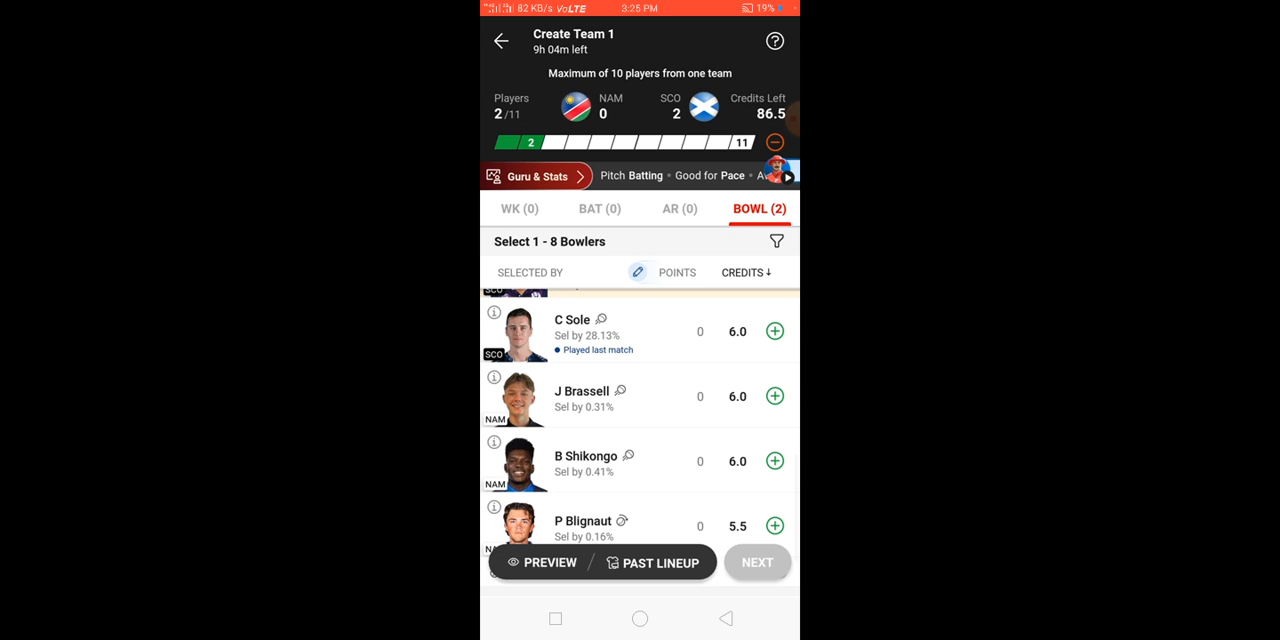 82 KB/s VoLTE 3:25 PM 19%
Create Team 1
9h 04m left
Maximum of 10 players from one team
Players NAM SCO Credits Left
2/11 0 2 86.5
2 11
Guru & Stats Pitch Batting • Good for Pace •
WK (0) BAT (0) AR (0) BOWL (2)
Select 1 - 8 Bowlers
SELECTED BY POINTS CREDITS↓
SCO
C Sole
Sel by 28.13%
0 6.0
SCO • Played last match
J Brassell
Sel by 0.31%
0 6.0
NAM
B Shikongo
Sel by 0.41%
0 6.0
NAM
P Blignaut
Sel by 0.16%
0 5.5
PREVIEW / PAST LINEUP NEXT